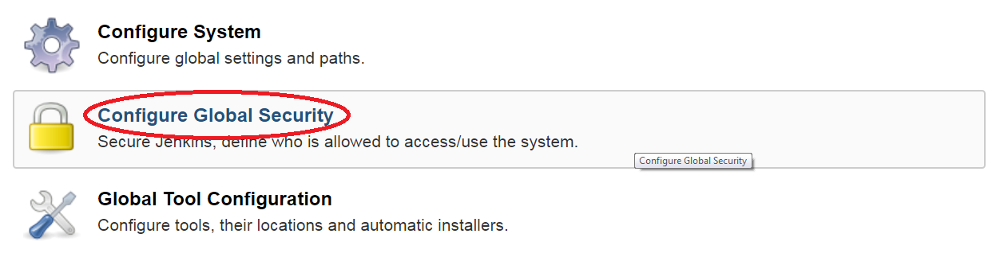 Configure System
Configure global settings and paths.
Configure Global Security
Secure Jenkins, define who is allowed to access/use the system.
Configure Global Security
Global Tool Configuration
Configure tools, their locations and automatic installers.